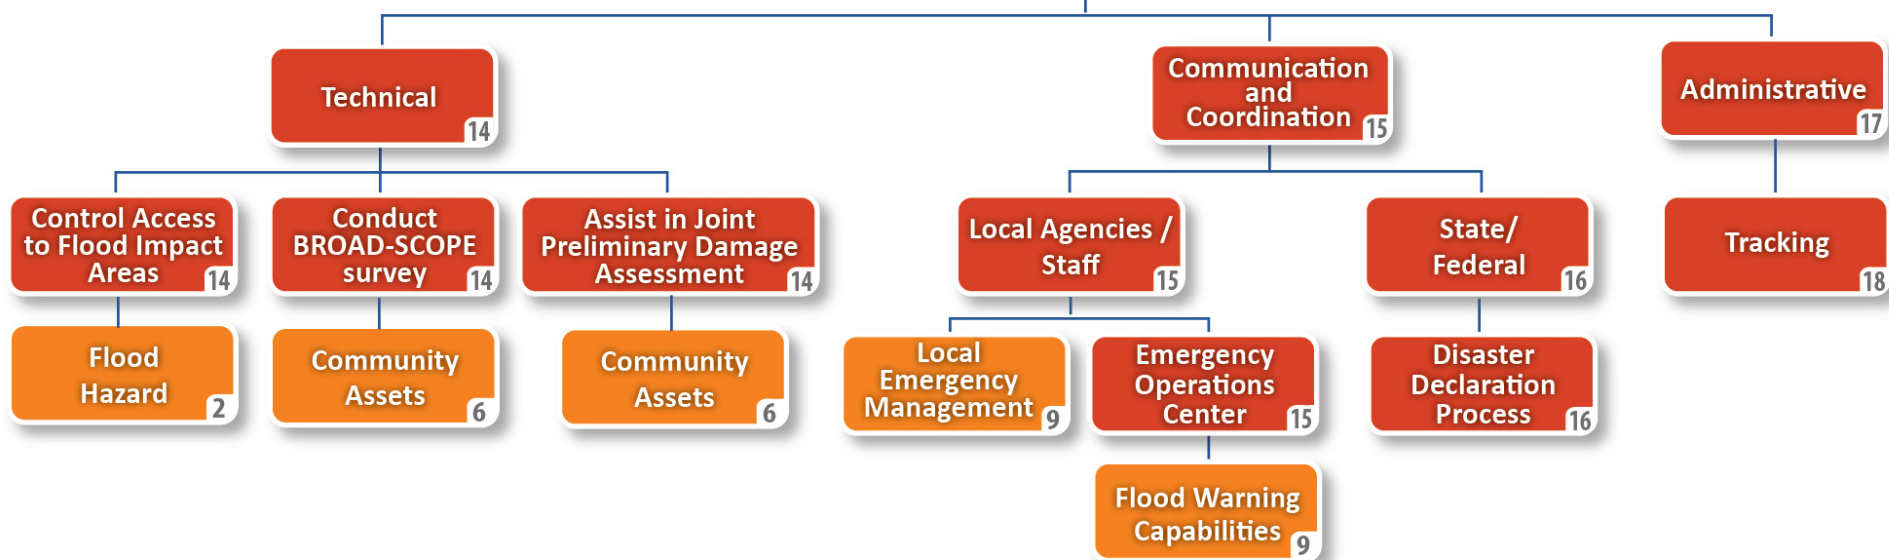 Technical
14
Communication
and
Coordination
15
Administrative
17
Control Access
to Flood Impact
Areas
14
Conduct
BROAD-SCOPE
survey
14
Assist in Joint
Preliminary Damage
Assessment
14
Local Agencies /
Staff
15
State/
Federal
16
Tracking
18
Flood
Hazard
2
Community
Assets
6
Community
Assets
6
Local
Emergency
Management
9
Emergency
Operations
Center
15
Disaster
Declaration
Process
16
Flood Warning
Capabilities
9